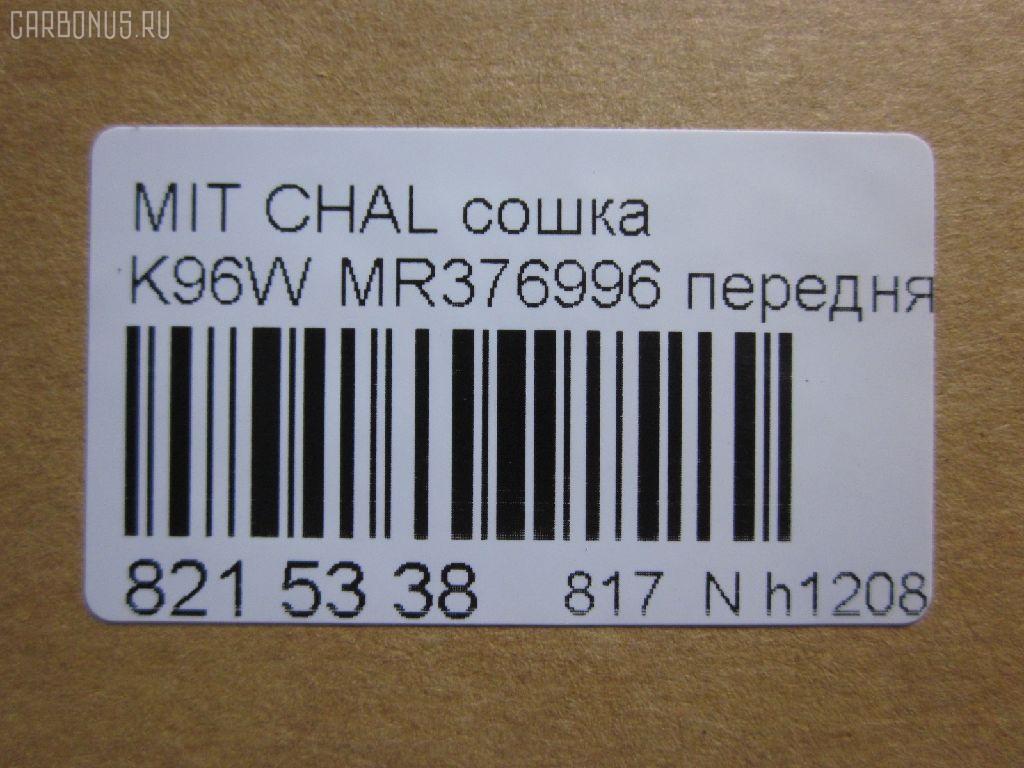 CARBONUS.RU
MIT CHAL сошка
K96W MR376996 передня
821 53 38 817 N h1208